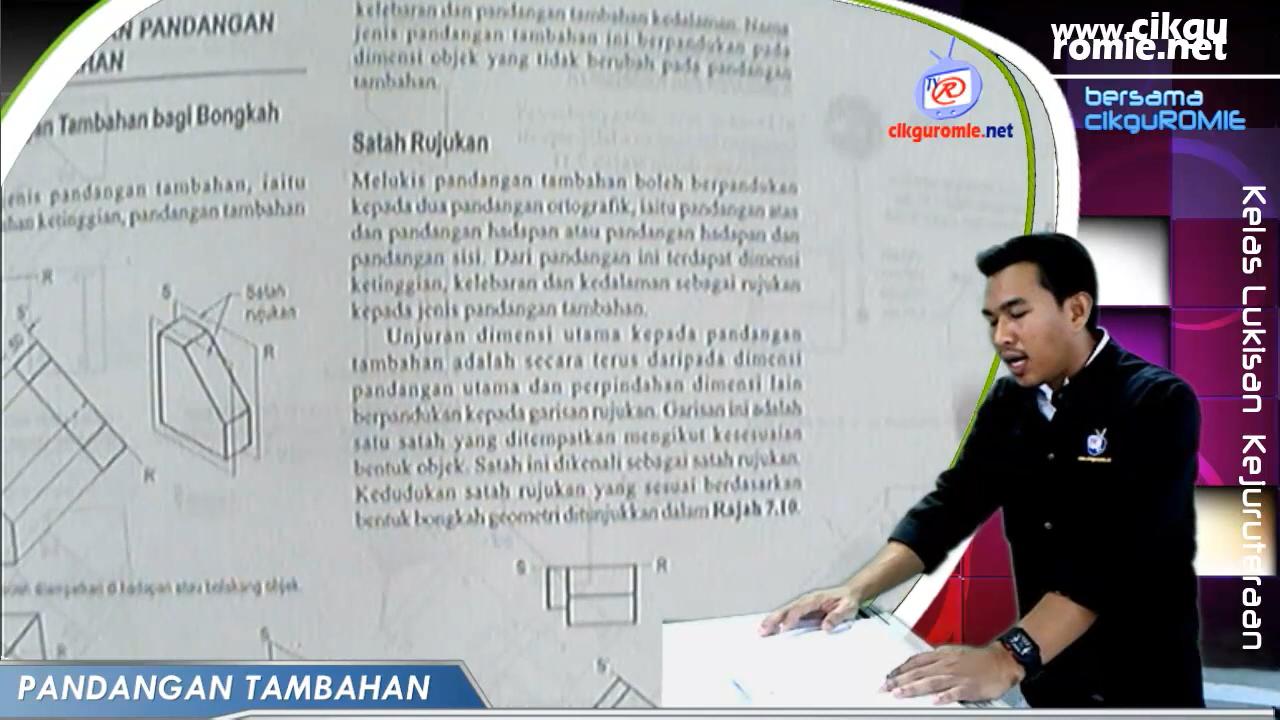 N PANDANGAN
HAN
an Tambahan bagi Bongkah
jenis pandangan tambahan, iaitu
ahan ketinggian, pandangan tambahan
R
S'
50
R
S
Satah
rujukan
R
objek.
R
S
kelebaran dan pandangan tambahan kedalaman. Nama
jenis pandangan tambahan ini berpandukan pada
dimensi objek yang tidak berubah pada pandangan
tambahan.
Satah Rujukan
Melukis pandangan tambahan boleh berpandukan
kepada dua pandangan ortografik, iaitu pandangan atas
dan pandangan hadapan atau pandangan hadapan dan
pandangan sisi. Dari pandangan ini terdapat dimensi
ketinggian, kelebaran dan kedalaman sebagai rujukan
kepada jenis pandangan tambahan.
Unjuran dimensi utama kepada pandangan
tambahan adalah secara terus daripada dimensi
pandangan utama dan perpindahan dimensi lain
berpandukan kepada garisan rujukan. Garisan ini adalah
satu satah yang ditempatkan mengikut kesesuaian
bentuk objek. Satah ini dikenali sebagai satah rujukan.
Kedudukan satah rujukan yang sesuai berdasarkan
bentuk bongkah geometri ditunjukkan dalam Rajah 7.10.
S R
S'
TV R
cikguromie.net
www.cikgu
romie.net
bersama
cikguROMIE
Kelas Lukisan Kejuruteraan
PANDANGAN TAMBAHAN